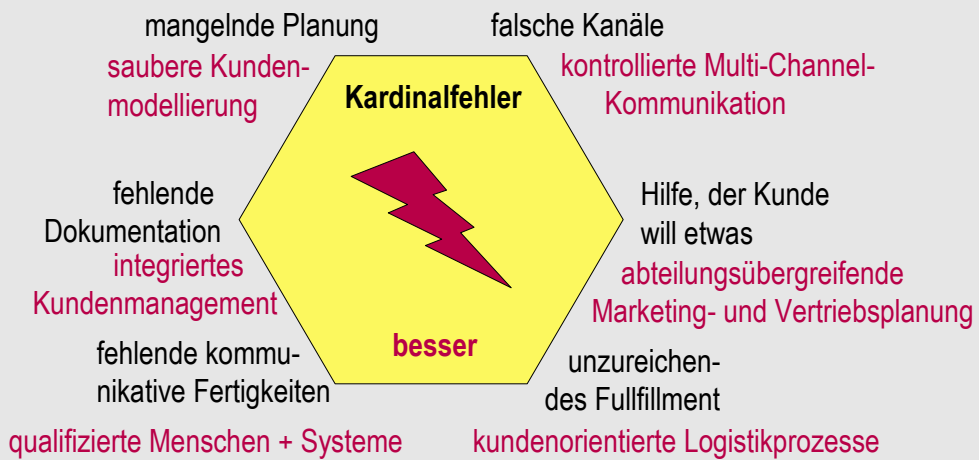 mangelnde Planung
saubere Kunden-
modellierung
falsche Kanäle
kontrollierte Multi-Channel-
Kommunikation
Kardinalfehler
fehlende
Dokumentation
integriertes
Kundenmanagement
Hilfe, der Kunde
will etwas
abteilungsübergreifende
Marketing- und Vertriebsplanung
besser
fehlende kommu-
nikative Fertigkeiten
qualifizierte Menschen + Systeme
unzureichen-
des Fullfillment
kundenorientierte Logistikprozesse